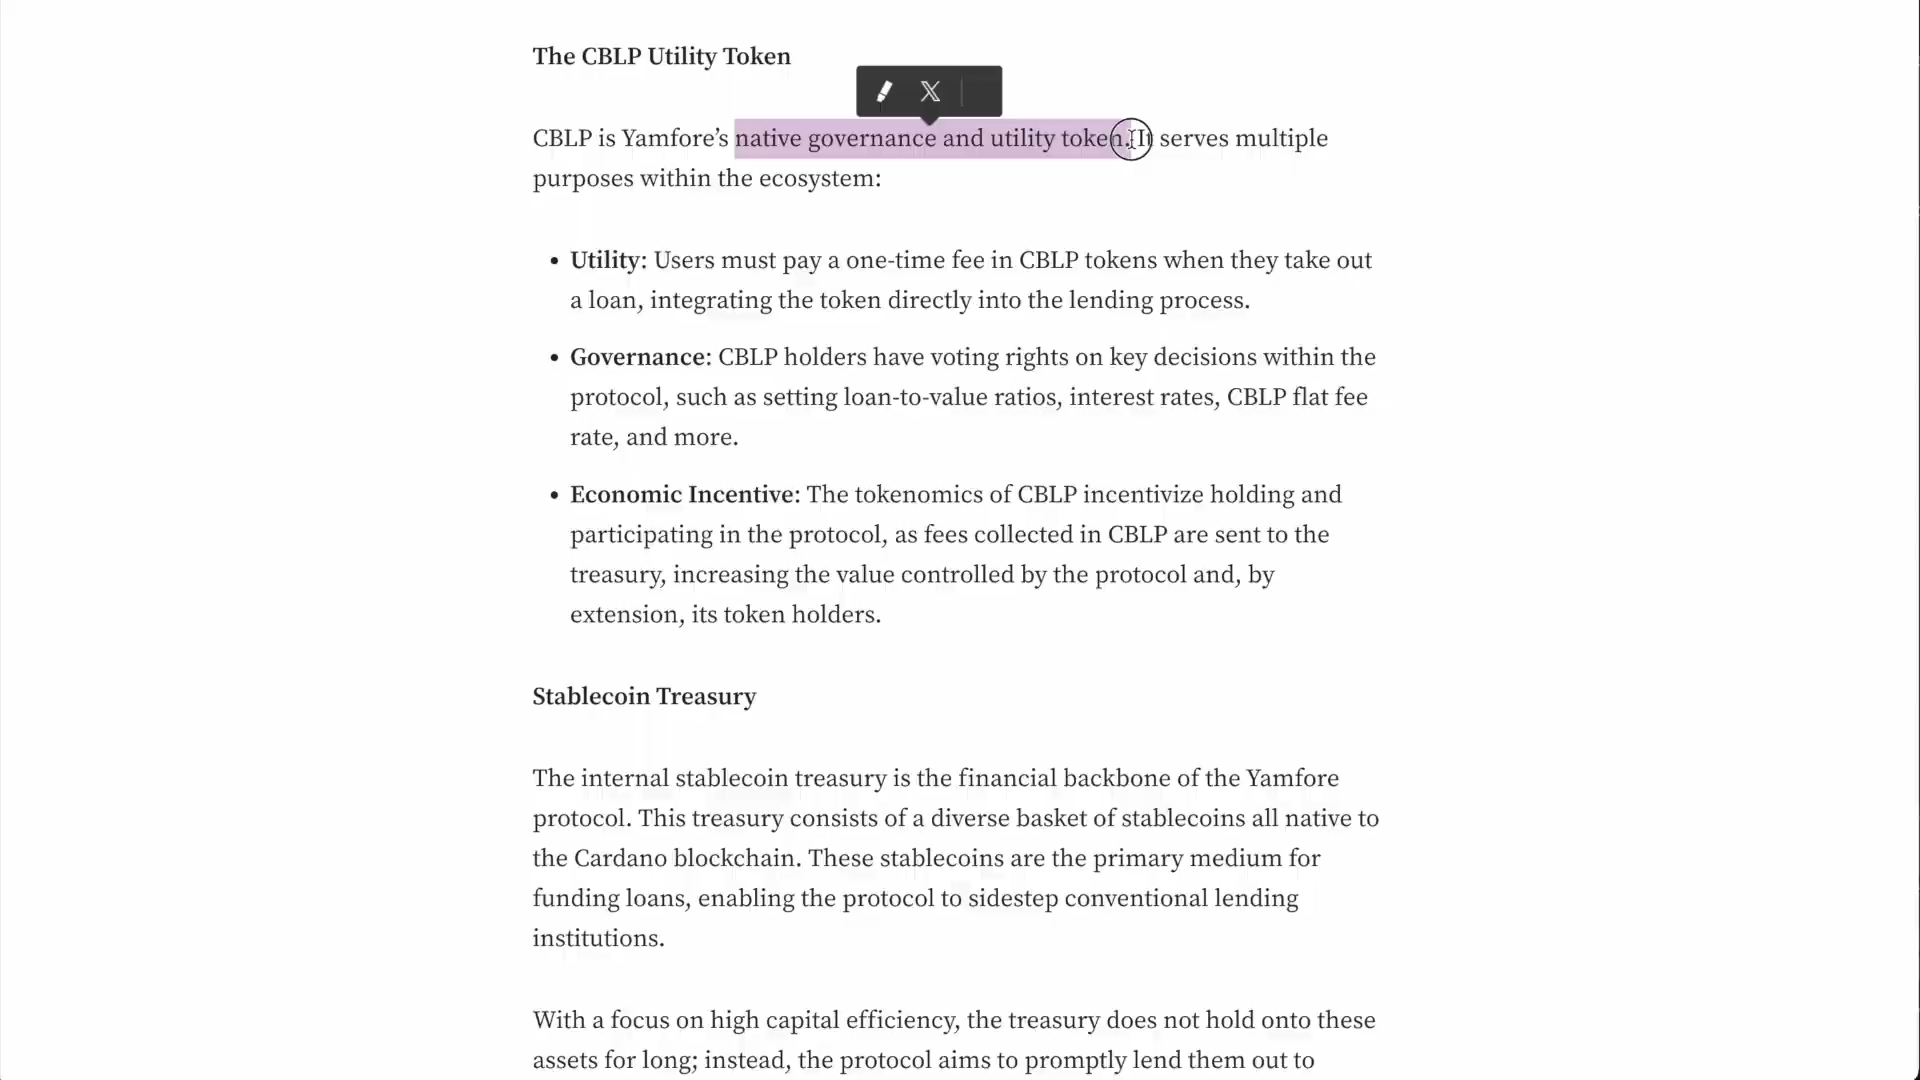 The CBLP Utility Token
CBLP is Yamfore’s native governance and utility token. It serves multiple
purposes within the ecosystem:
• Utility: Users must pay a one-time fee in CBLP tokens when they take out
a loan, integrating the token directly into the lending process.
• Governance: CBLP holders have voting rights on key decisions within the
protocol, such as setting loan-to-value ratios, interest rates, CBLP flat fee
rate, and more.
• Economic Incentive: The tokenomics of CBLP incentivize holding and
participating in the protocol, as fees collected in CBLP are sent to the
treasury, increasing the value controlled by the protocol and, by
extension, its token holders.
Stablecoin Treasury
The internal stablecoin treasury is the financial backbone of the Yamfore
protocol. This treasury consists of a diverse basket of stablecoins all native to
the Cardano blockchain. These stablecoins are the primary medium for
funding loans, enabling the protocol to sidestep conventional lending
institutions.
With a focus on high capital efficiency, the treasury does not hold onto these
assets for long; instead, the protocol aims to promptly lend them out to